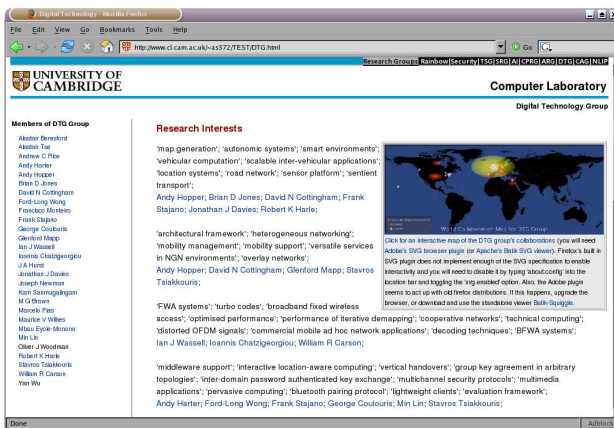 Digital Technology - Mozilla Firefox
File Edit View Go Bookmarks Tools Help
http://www.cl.cam.ac.uk/~as372/TEST/DTG.html
Go
Research Groups Rainbow|Security|TSG|SRG|AI|CPRG|ARG|DTG|CAG|NLIP
UNIVERSITY OF
CAMBRIDGE
Computer Laboratory
Digital Technology Group
Members of DTG Group
Alastair Beresford
Alastair Tse
Andrew C Rice
Andy Harter
Andy Hopper
Brian D Jones
David N Cottingham
Ford-Long Wong
Francisco Monteiro
Frank Stajano
George Coulouris
Glenford Mapp
Ian J Wassell
Ioannis Chatzigeorgiou
J A Hurst
Jonathan J Davies
Joseph Newman
Kam Sanmugalingam
M G Brown
Marcelo Pias
Maurice V Wilkes
Mbou Eyole-Monono
Min Lin
Oliver J Woodman
Robert K Harle
Stavros Tsiakkouris
William R Carson
Yan Wu
Research Interests
'map generation'; 'autonomic systems'; 'smart environments';
'vehicular computation'; 'scalable inter-vehicular applications';
'location systems'; 'road network'; 'sensor platform'; 'sentient
transport';
Andy Hopper; Brian D Jones; David N Cottingham; Frank
Stajano; Jonathan J Davies; Robert K Harle;
'architectural framework'; 'heterogeneous networking';
'mobility management'; 'mobility support'; 'versatile services
in NGN environments'; 'overlay networks';
Andy Hopper; David N Cottingham; Glenford Mapp; Stavros
Tsiakkouris;
'FWA systems'; 'turbo codes'; 'broadband fixed wireless
access'; 'optimised performance'; 'performance of iterative demapping'; 'cooperative networks'; 'technical computing';
'distorted OFDM signals'; 'commercial mobile ad hoc network applications'; 'decoding techniques'; 'BFWA systems';
Ian J Wassell; Ioannis Chatzigeorgiou; William R Carson;
'middleware support'; 'interactive location-aware computing'; 'vertical handovers'; 'group key agreement in arbitrary
topologies'; 'inter-domain password authenticated key exchange'; 'multichannel security protocols'; 'multimedia
applications'; 'pervasive computing'; 'bluetooth pairing protocol'; 'lightweight clients'; 'evaluation framework';
Andy Harter; Ford-Long Wong; Frank Stajano; George Coulouris; Min Lin; Stavros Tsiakkouris;
World Collaboration Map for DTG Group
Click for an interactive map of the DTG group's collaborations (you will need
Adobe's SVG browser plugin (or Apache's Batik SVG viewer). Firefox's built in
SVG plugin does not implement enough of the SVG specification to enable
interactivity and you will need to disable it by typing 'about:config' into the
location bar and toggling the 'svg.enabled' option. Also, the Adobe plugin
seems to act up with old firefox distributions. If this happens, upgrade the
browser, or download and use the standalone viewer Batik-Squiggle.
Done
Adblock